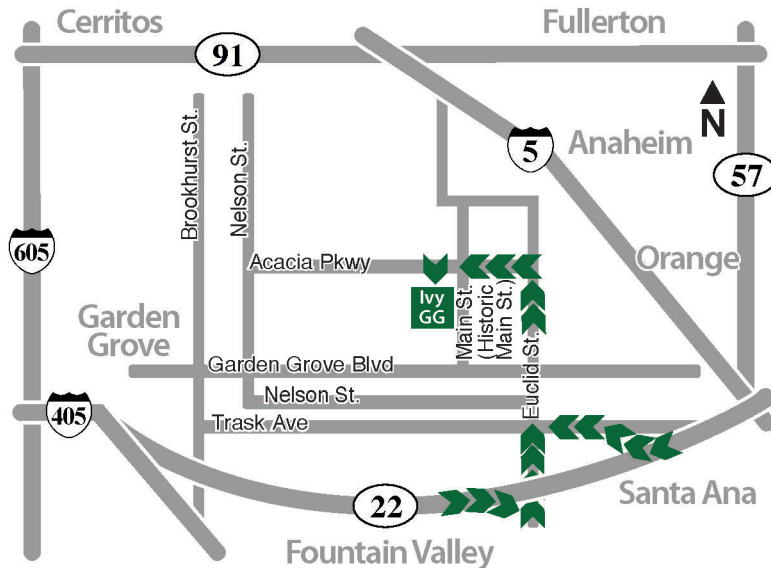 Cerritos
Fullerton
91
N
5
Anaheim
57
Brookhurst St.
Nelson St.
605
Acacia Pkwy
Orange
Ivy
GG
Main St.
(Historic
Main St.)
Garden
Grove
Garden Grove Blvd
Euclid St.
Nelson St.
405
Trask Ave
22
Santa Ana
Fountain Valley